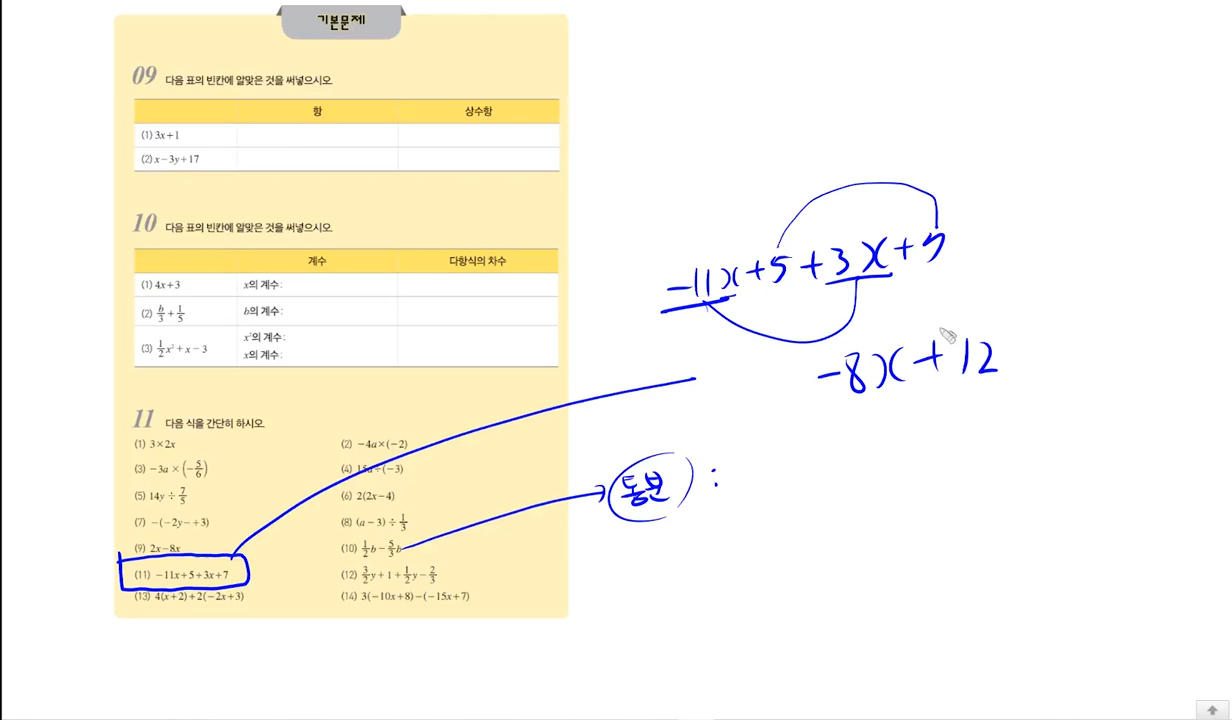 기본문제
09 다음 표의 빈칸에 알맞은 것을 써넣으시오.
항 상수항
(1) 3x+1
(2) x-3y+17
10 다음 표의 빈칸에 알맞은 것을 써넣으시오.
계수 다항식의 차수
(1) 4x+3 x의 계수:
(2) b/3+1/5 b의 계수:
(3) 1/2x²+x-3 x²의 계수:
x의 계수:
11 다음 식을 간단히 하시오.
(1) 3×2x (2) -4a×(-2)
(3) -3a×(-5/6) (4) 15a÷(-3)
(5) 14y÷7/5 (6) 2(2x-4)
(7) -(-2y-+3) (8) (a-3)÷1/3
(9) 2x-8x (10) 1/2b-5/3b
(11) -11x+5+3x+7 (12) 3/2y+1+1/2y-2/3
(13) 4(x+2)+2(-2x+3) (14) 3(-10x+8)-(-15x+7)
-11x+5+3x+7
-8x+12
통분 :